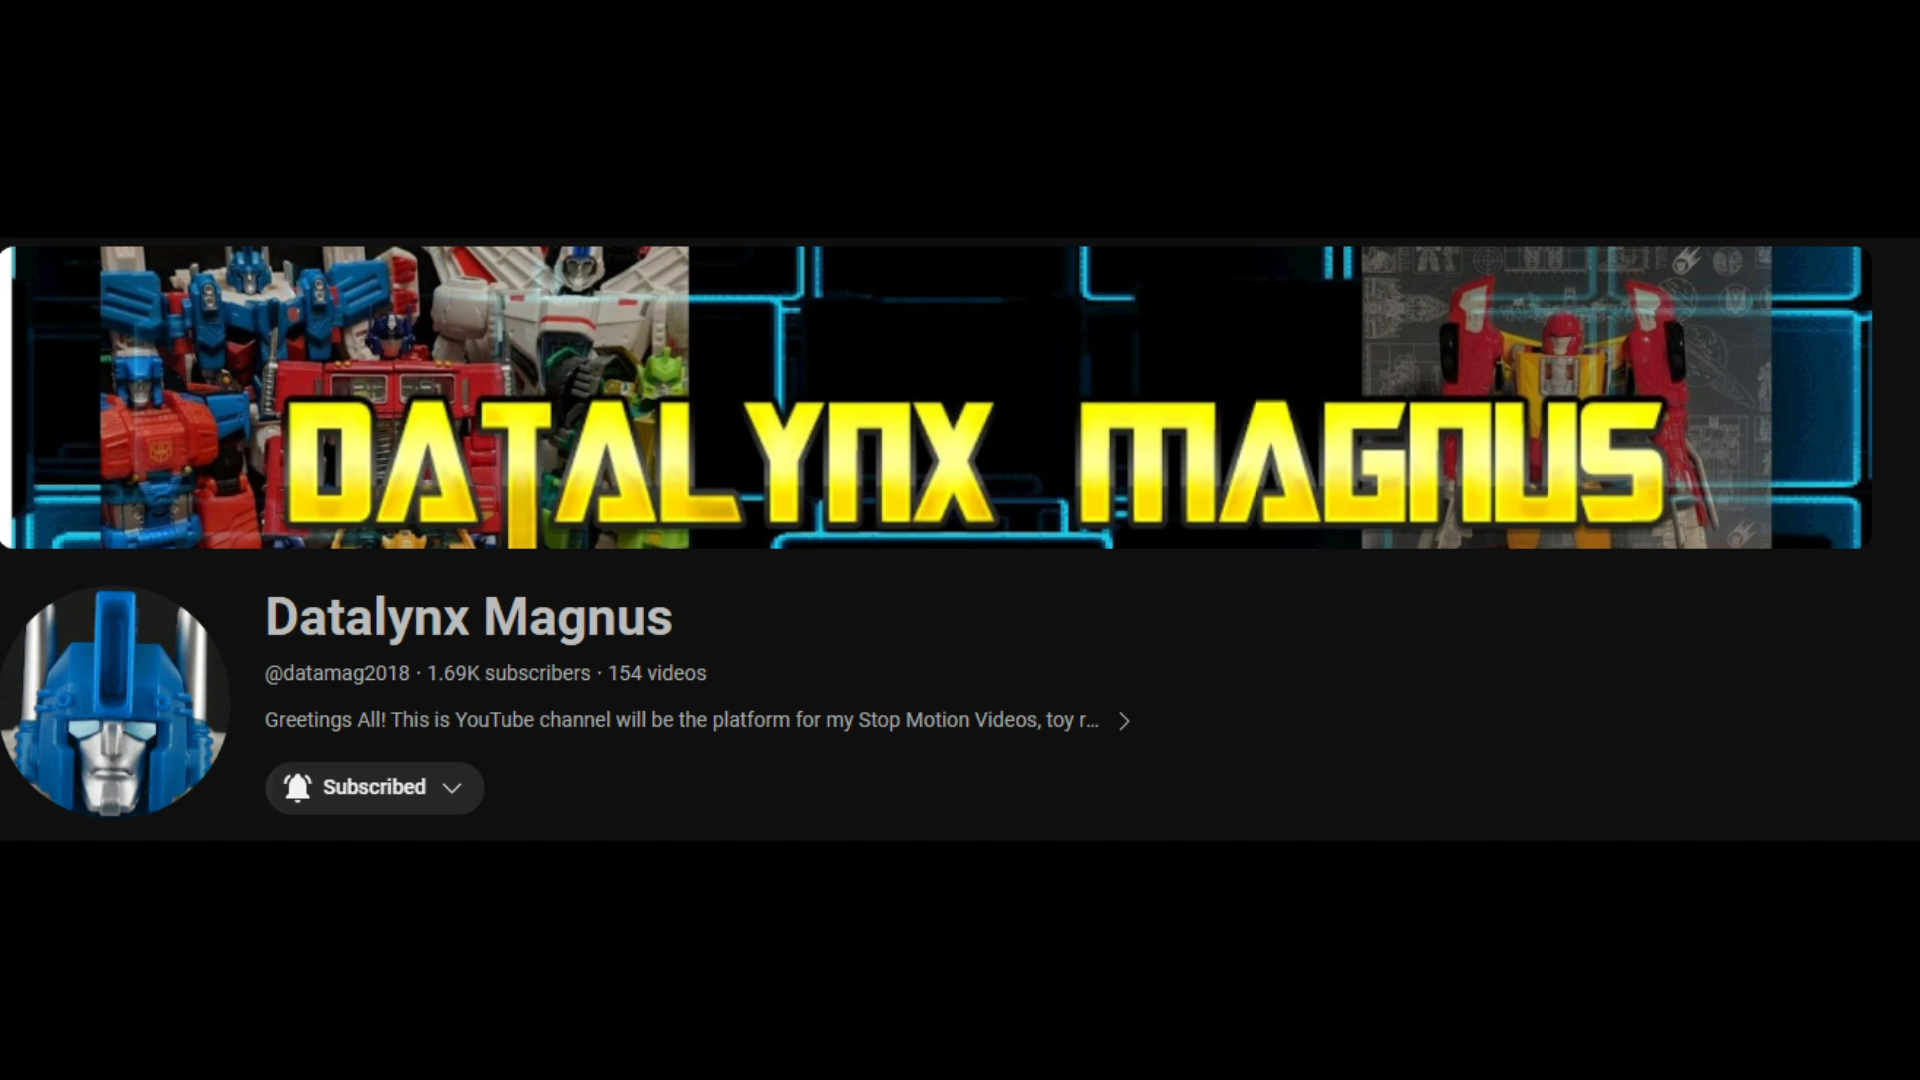 DATALYNX MAGNUS
Datalynx Magnus
@datamag2018 · 1.69K subscribers · 154 videos
Greetings All! This is YouTube channel will be the platform for my Stop Motion Videos, toy r...
Subscribed